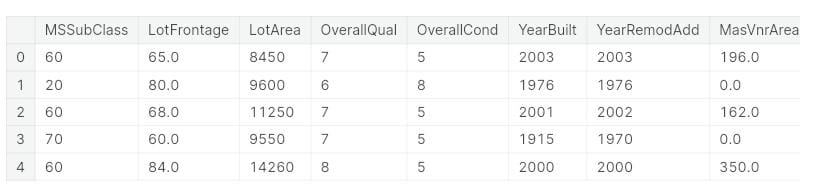 MSSubClass LotFrontage LotArea OverallQual OverallCond YearBuilt YearRemodAdd MasVnrArea
0 60 65.0 8450 7 5 2003 2003 196.0
1 20 80.0 9600 6 8 1976 1976 0.0
2 60 68.0 11250 7 5 2001 2002 162.0
3 70 60.0 9550 7 5 1915 1970 0.0
4 60 84.0 14260 8 5 2000 2000 350.0